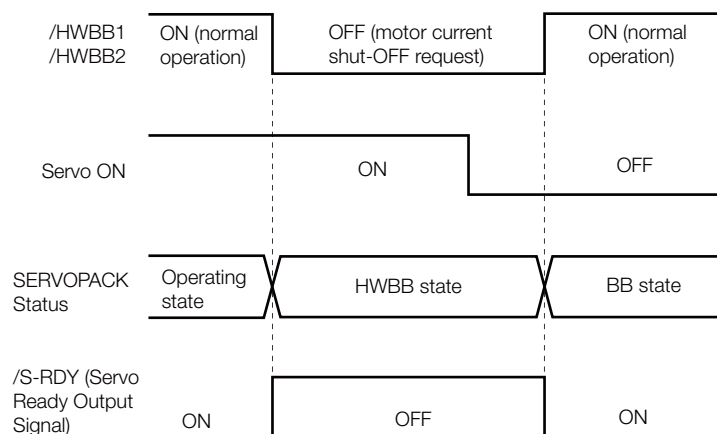 /HWBB1
/HWBB2
ON (normal
operation)
OFF (motor current
shut-OFF request)
ON (normal
operation)
Servo ON
ON
OFF
SERVOPACK
Status
Operating
state
HWBB state
BB state
/S-RDY (Servo
Ready Output
Signal)
ON
OFF
ON